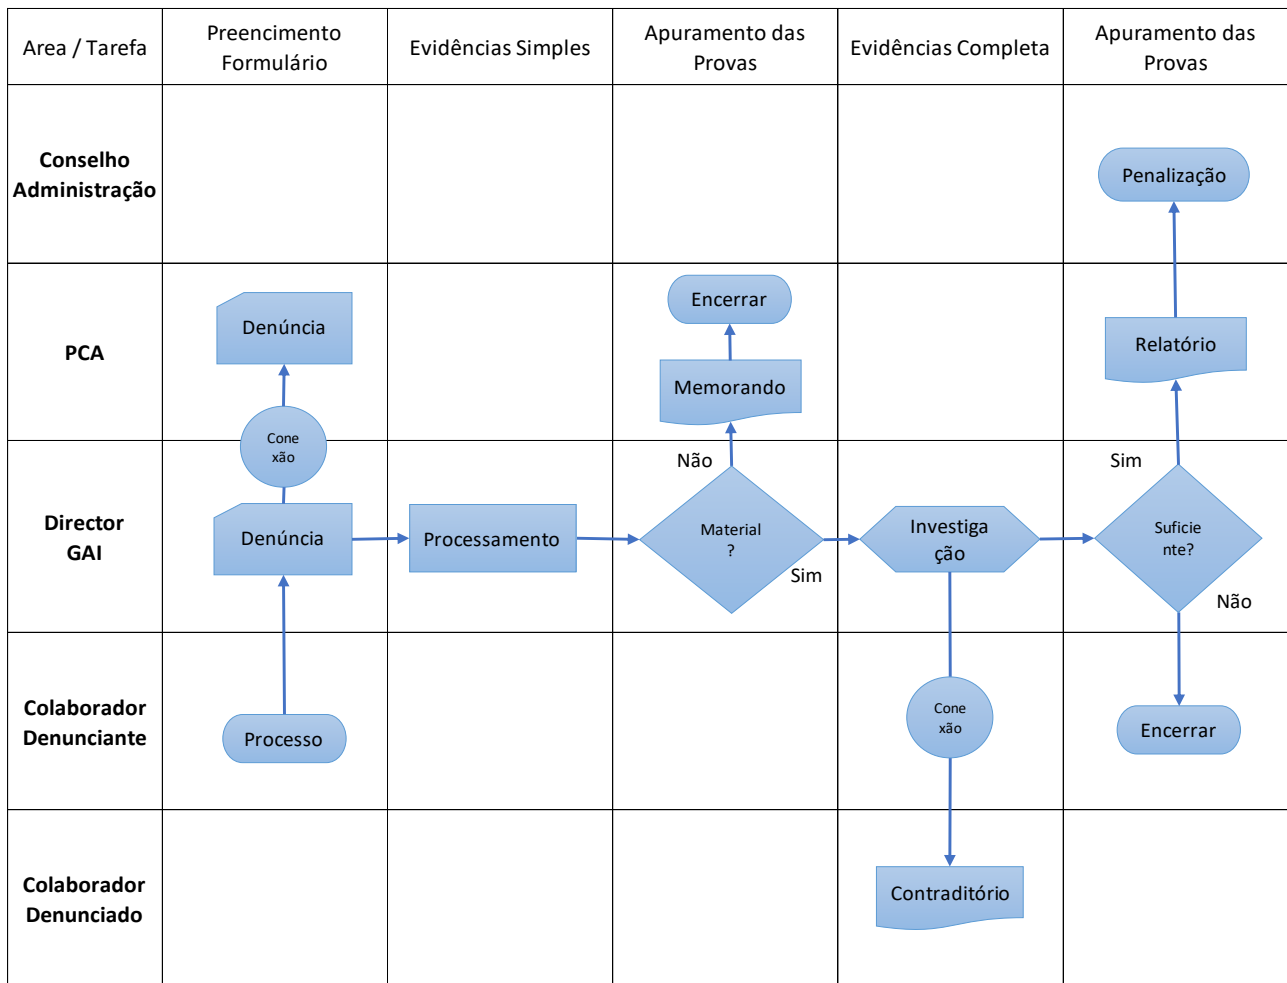 Area / Tarefa
Preencimento
Formulário
Evidências Simples
Apuramento das
Provas
Evidências Completa
Apuramento das
Provas
Conselho
Administração
Penalização
PCA
Denúncia
Encerrar
Memorando
Relatório
Cone
xão
Não
Sim
Director
GAI
Denúncia
Processamento
Material
?
Sim
Investiga
ção
Suficie
nte?
Não
Colaborador
Denunciante
Processo
Cone
xão
Encerrar
Colaborador
Denunciado
Contraditório